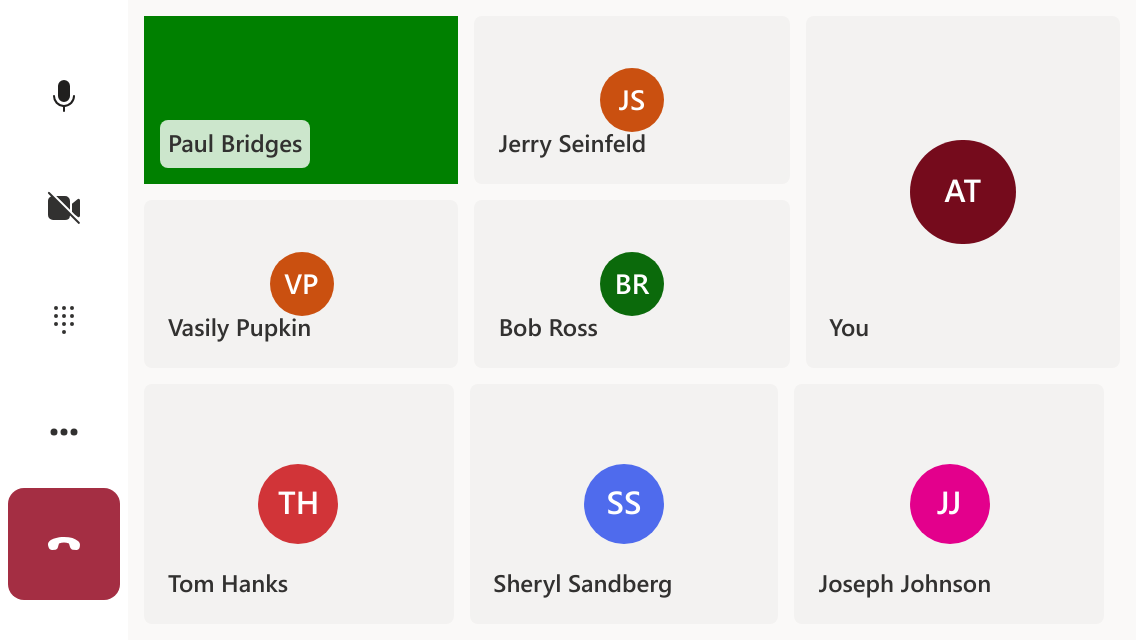 Paul Bridges
JS
Jerry Seinfeld
AT
You
VP
Vasily Pupkin
BR
Bob Ross
TH
Tom Hanks
SS
Sheryl Sandberg
JJ
Joseph Johnson